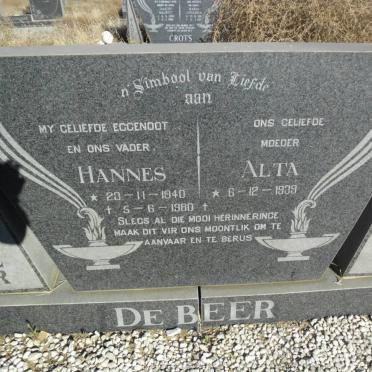 CROTS
'n Simbool van Liefde
aan
MY GELIEFDE EGGENOOT
EN ONS VADER
HANNES
★ 23-11-1940
✝ 5-6-1980
ONS GELIEFDE
MOEDER
ALTA
★ 6-12-1939
✝
SLEGS AL DIE MOOI HERINNERINGE
MAAK DIT VIR ONS MOONTLIK OM TE
AANVAAR EN TE BERUS
DE BEER